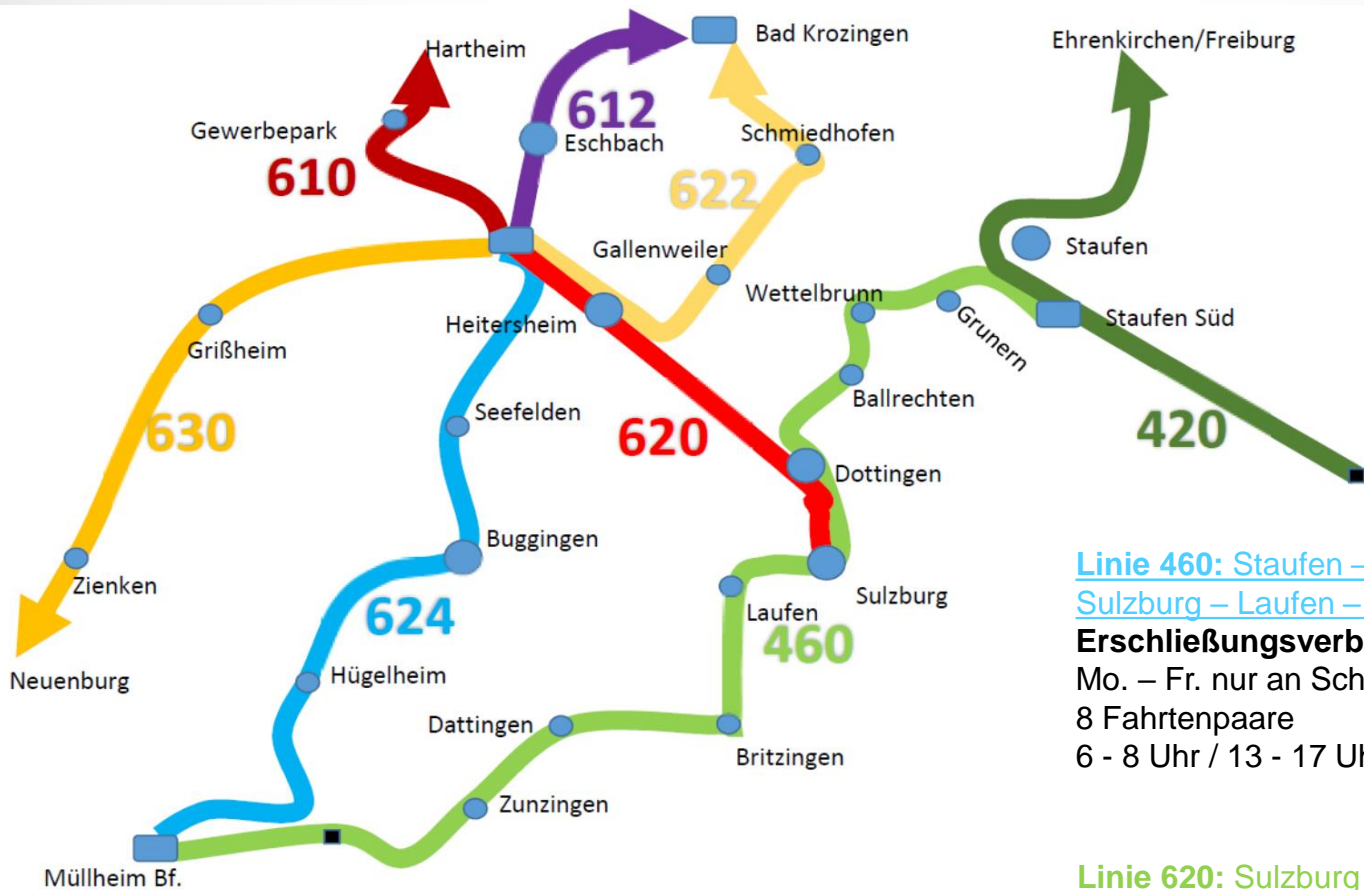 Hartheim
Bad Krozingen
Ehrenkirchen/Freiburg
612
Gewerbepark
Eschbach
Schmiedhofen
610
622
Gallenweiler
Staufen
Wettelbrunn
Heitersheim
Grunern
Staufen Süd
Grißheim
Ballrechten
Seefelden
630
620
420
Dottingen
Buggingen
Zienken
Laufen
Sulzburg
624
460
Neuenburg
Hügelheim
Dattingen
Britzingen
Zunzingen
Müllheim Bf.
Linie 460: Staufen –
Sulzburg – Laufen –
Erschließungsverb
Mo. – Fr. nur an Sch
8 Fahrtenpaare
6 - 8 Uhr / 13 - 17 Uh
Linie 620: Sulzburg